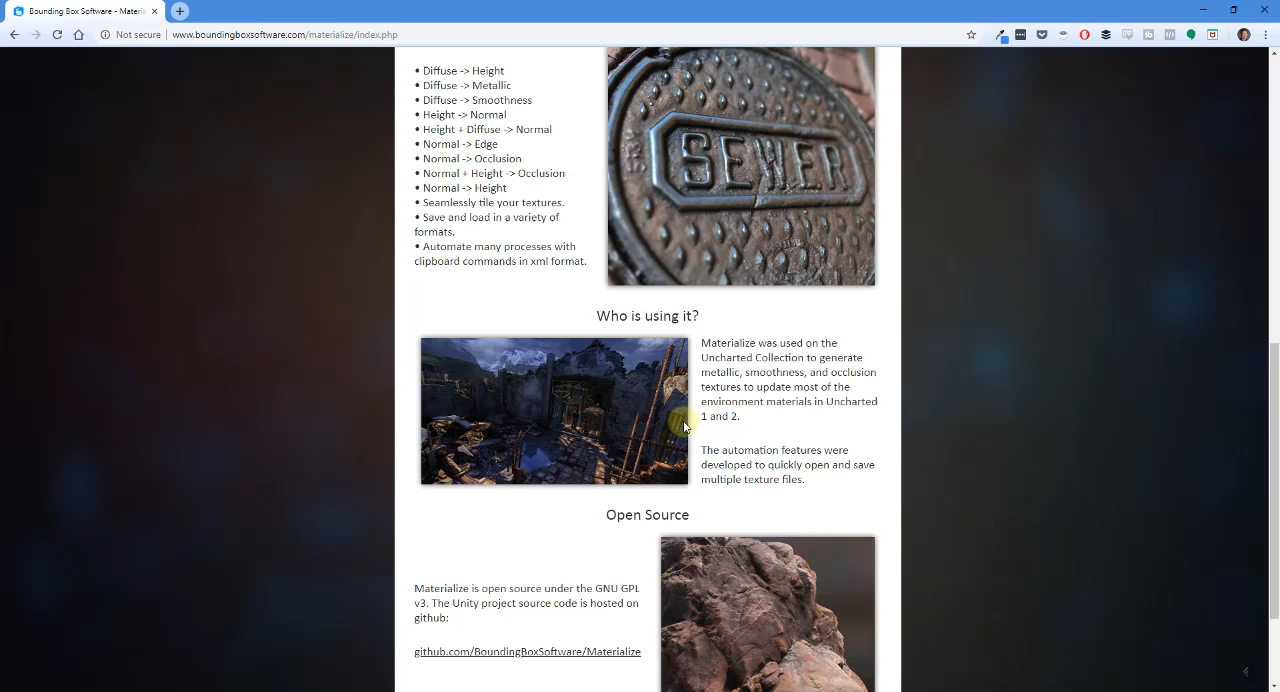 Bounding Box Software - Materia
Not secure
www.boundingboxsoftware.com/materialize/index.php
• Diffuse -> Height
• Diffuse -> Metallic
• Diffuse -> Smoothness
• Height -> Normal
• Height + Diffuse -> Normal
• Normal -> Edge
• Normal -> Occlusion
• Normal + Height -> Occlusion
• Normal -> Height
• Seamlessly tile your textures.
• Save and load in a variety of
formats.
• Automate many processes with
clipboard commands in xml format.
SEWER
Who is using it?
Materialize was used on the
Uncharted Collection to generate
metallic, smoothness, and occlusion
textures to update most of the
environment materials in Uncharted
1 and 2.
The automation features were
developed to quickly open and save
multiple texture files.
Open Source
Materialize is open source under the GNU GPL
v3. The Unity project source code is hosted on
github:
github.com/BoundingBoxSoftware/Materialize